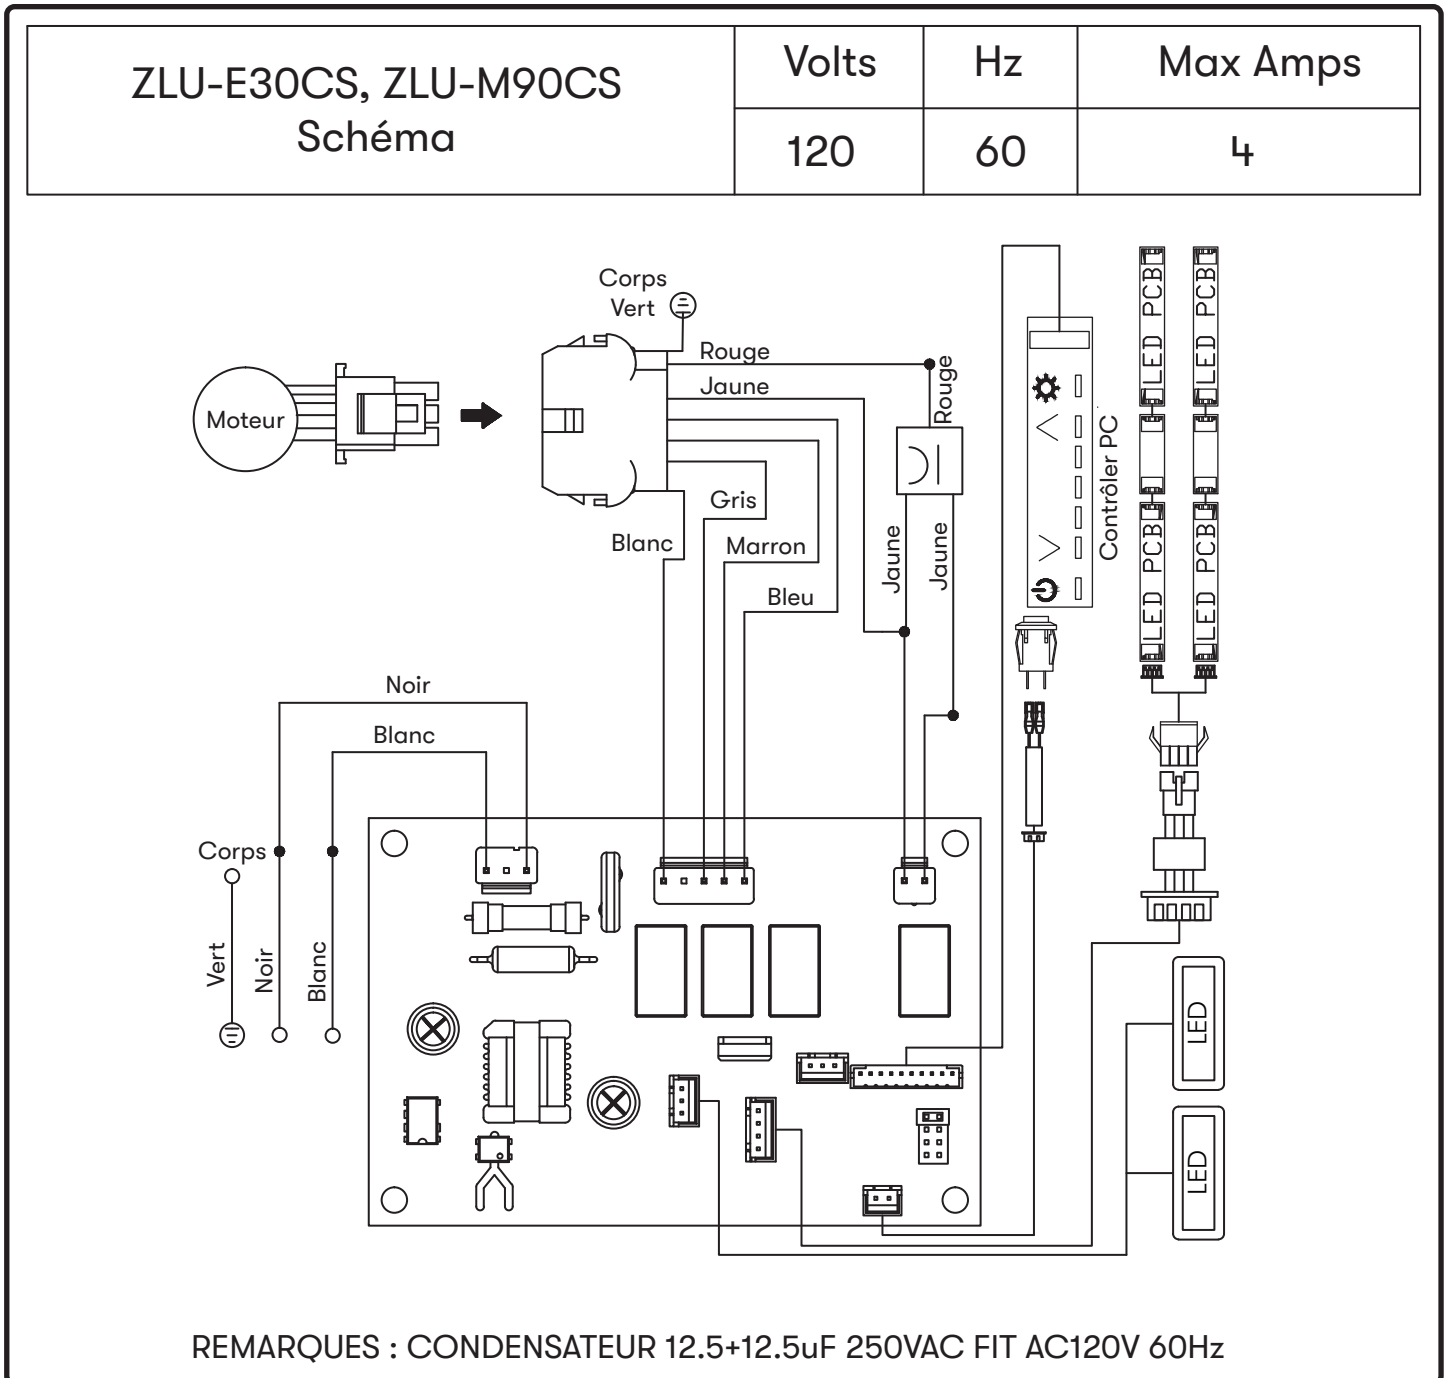 ZLU-E30CS, ZLU-M90CS
Schéma
Volts
Hz
Max Amps
120
60
4
Corps
Vert
Rouge
Jaune
Rouge
Moteur
Gris
Blanc
Marron
Bleu
Jaune
Jaune
Contrôler PC
LED PCB
LED PCB
LED PCB
LED PCB
Noir
Blanc
Corps
Vert
Noir
Blanc
LED
LED
REMARQUES : CONDENSATEUR 12.5+12.5uF 250VAC FIT AC120V 60Hz